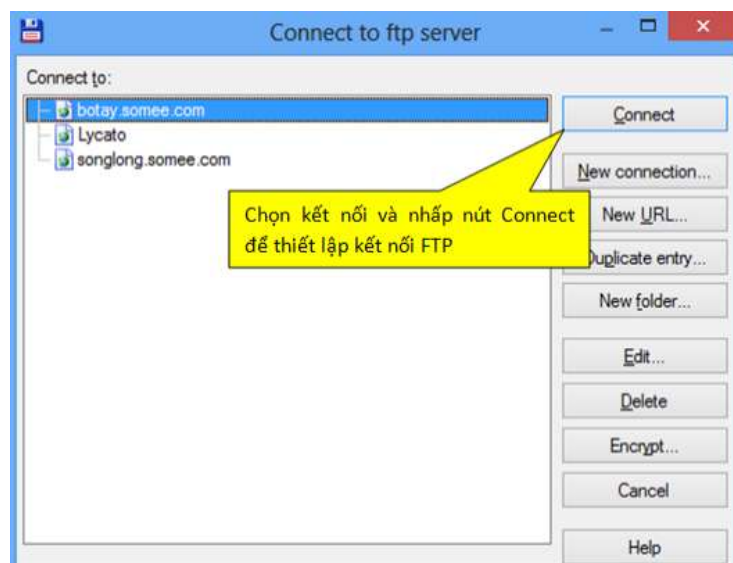 Connect to ftp server
Connect to:
botay.somee.com
Lycato
songlong.somee.com
Chọn kết nối và nhấp nút Connect
để thiết lập kết nối FTP
Connect
New connection...
New URL...
Duplicate entry...
New folder...
Edit...
Delete
Encrypt...
Cancel
Help